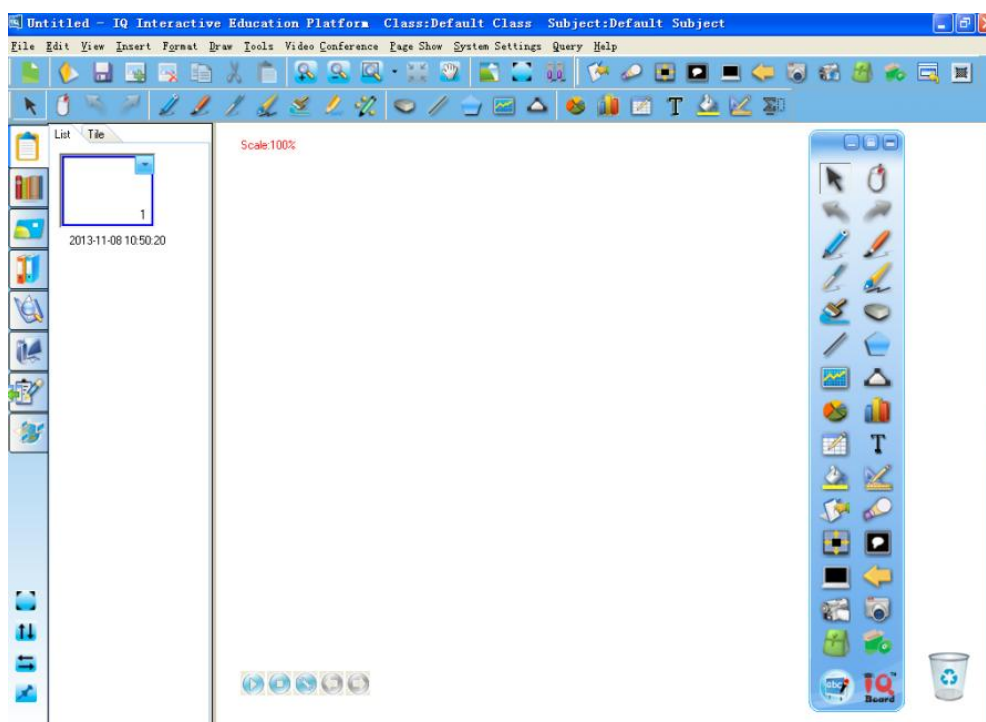 Untitled - IQ Interactive Education Platform Class:Default Class Subject:Default Subject
File Edit View Insert Format Draw Tools Video Conference Page Show System Settings Query Help
List Tile
Scale:100%
1
2013-11-08 10:50:20
T
T
abc IQ
Board